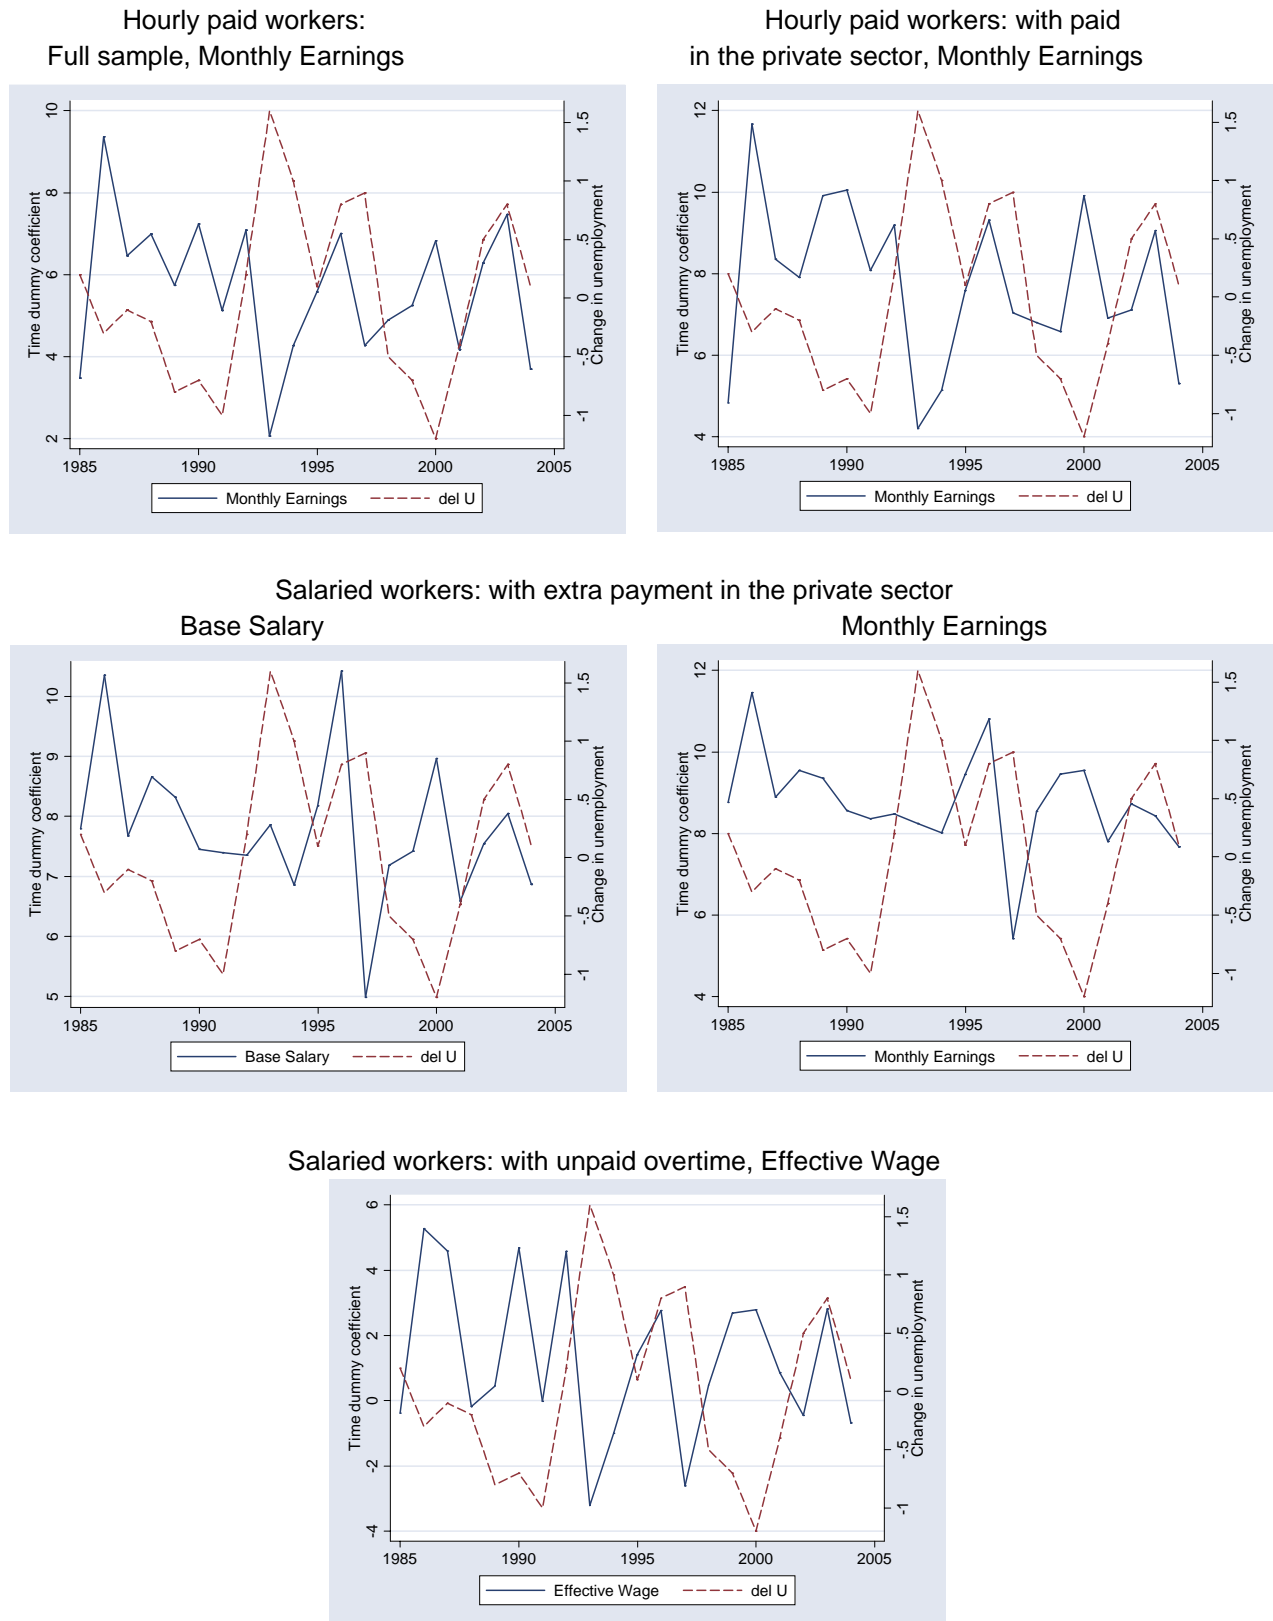 Hourly paid workers:
Full sample, Monthly Earnings
10
8
6
4
2
Time dummy coefficient
1.5
1
.5
0
-.5
-1
Change in unemployment
1985 1990 1995 2000 2005
Monthly Earnings del U
Hourly paid workers: with paid
in the private sector, Monthly Earnings
12
10
8
6
4
Time dummy coefficient
1.5
1
.5
0
-.5
-1
Change in unemployment
1985 1990 1995 2000 2005
Monthly Earnings del U
Salaried workers: with extra payment in the private sector
Base Salary
10
9
8
7
6
5
Time dummy coefficient
1.5
1
.5
0
-.5
-1
Change in unemployment
1985 1990 1995 2000 2005
Base Salary del U
Monthly Earnings
12
10
8
6
4
Time dummy coefficient
1.5
1
.5
0
-.5
-1
Change in unemployment
1985 1990 1995 2000 2005
Monthly Earnings del U
Salaried workers: with unpaid overtime, Effective Wage
6
4
2
0
-2
-4
Time dummy coefficient
1.5
1
.5
0
-.5
-1
Change in unemployment
1985 1990 1995 2000 2005
Effective Wage del U